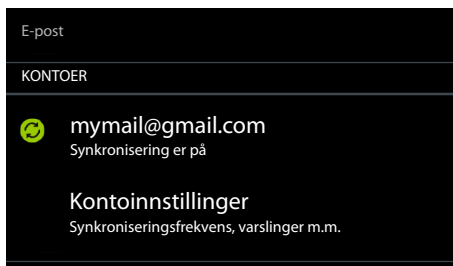 E-post
KONTOER
mymail@gmail.com
Synkronisering er på
Kontoinnstillinger
Synkroniseringsfrekvens, varslinger m.m.